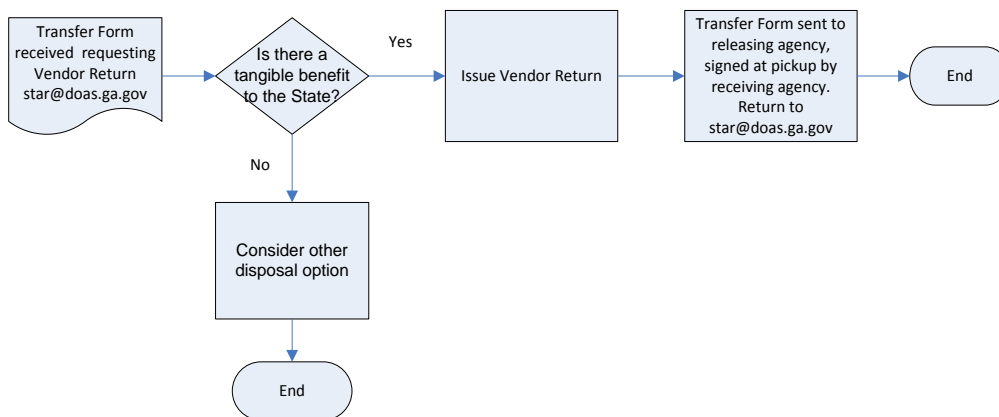 Transfer Form
received requesting
Vendor Return
star@doas.ga.gov
Is there a
tangible benefit
to the State?
Yes
Issue Vendor Return
Transfer Form sent to
releasing agency,
signed at pickup by
receiving agency.
Return to
star@doas.ga.gov
End
No
Consider other
disposal option
End